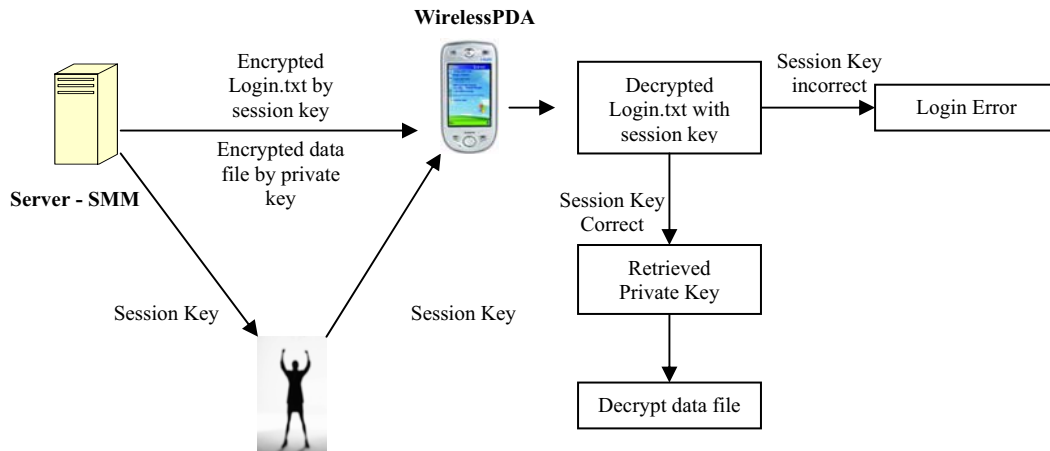 WirelessPDA
Encrypted
Login.txt by
session key
Encrypted data
file by private
key
Server - SMM
Decrypted
Login.txt with
session key
Session Key
incorrect
Login Error
Session Key
Correct
Retrieved
Private Key
Session Key
Session Key
Decrypt data file